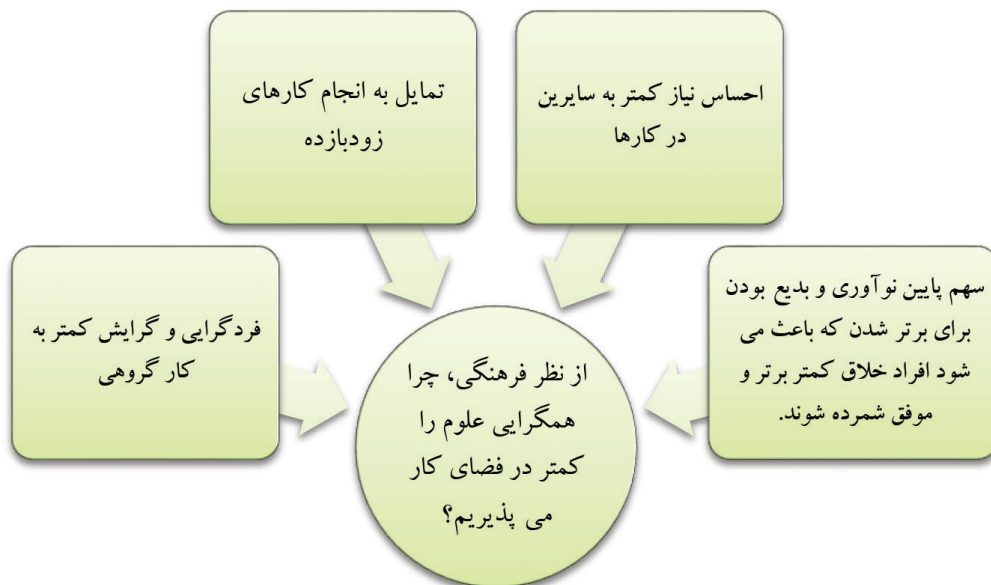 احساس نیاز کمتر به سایرین
در کارها
تمایل به انجام کارهای
زودبازده
سهم پایین نوآوری و بدیع بودن
برای برتر شدن که باعث می
شود افراد خلاق کمتر برتر و
موفق شمرده شوند.
فردگرایی و گرایش کمتر به
کار گروهی
از نظر فرهنگی، چرا
همگرایی علوم را
کمتر در فضای کار
می پذیریم؟